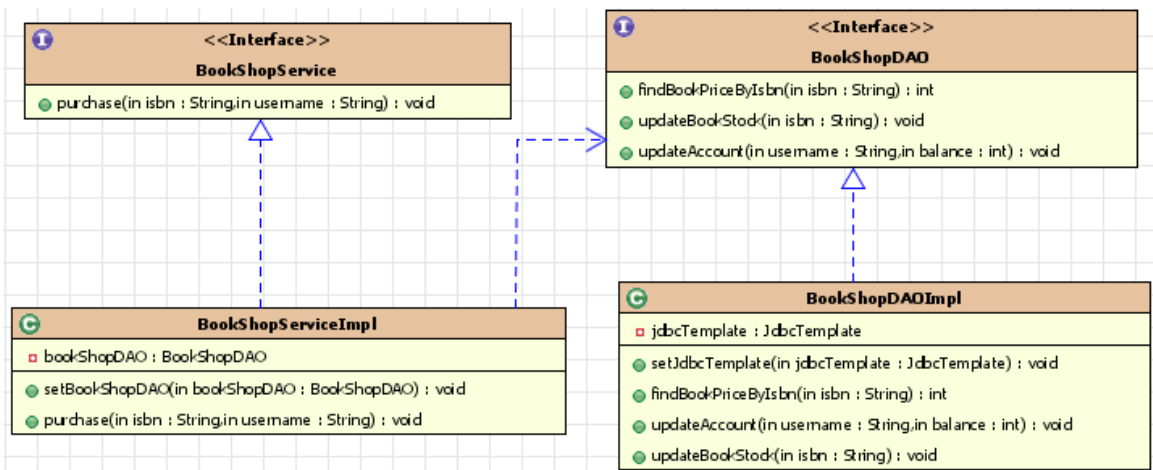 <<Interface>>
BookShopService
purchase(in isbn : String,in username : String) : void
<<Interface>>
BookShopDAO
findBookPriceByIsbn(in isbn : String) : int
updateBookStock(in isbn : String) : void
updateAccount(in username : String,in balance : int) : void
BookShopServiceImpl
bookShopDAO : BookShopDAO
setBookShopDAO(in bookShopDAO : BookShopDAO) : void
purchase(in isbn : String,in username : String) : void
BookShopDAOImpl
jdbcTemplate : JdbcTemplate
setJdbcTemplate(in jdbcTemplate : JdbcTemplate) : void
findBookPriceByIsbn(in isbn : String) : int
updateAccount(in username : String,in balance : int) : void
updateBookStock(in isbn : String) : void